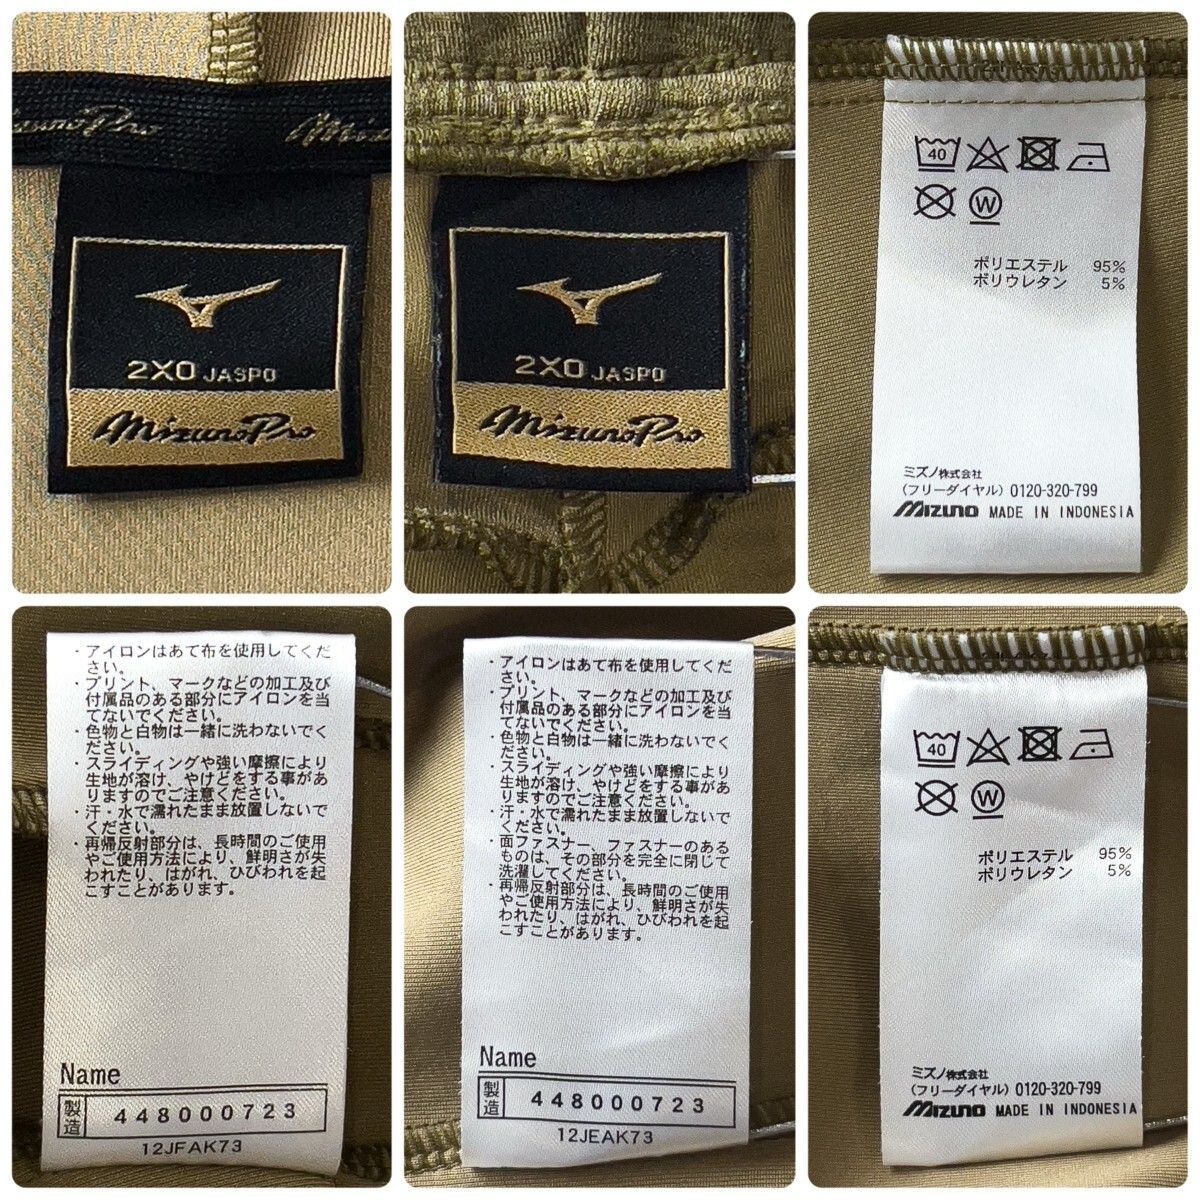 Mizuno Pro
2XO JASPO
Mizuno Pro
2XO JASPO
Mizuno Pro
40
W
ポリエステル 95%
ポリウレタン 5%
ミズノ株式会社
(フリーダイヤル) 0120-320-799
MIZUNO MADE IN INDONESIA
・アイロンはあて布を使用してくだ
さい。
・プリント、マークなどの加工及び
付属品のある部分にアイロンを当
てないでください。
・色物と白物は一緒に洗わないでく
ださい。
・スライディングや強い摩擦により
生地が溶け、やけどをする事があ
りますのでご注意ください。
・汗・水で濡れたまま放置しないで
ください。
・再帰反射部分は、長時間のご使用
やご使用方法により、鮮明さが失
われたり、はがれ、ひびわれを起
こすことがあります。
Name
製造 448000723
12JFAK73
・アイロンはあて布を使用してくだ
さい。
・プリント、マークなどの加工及び
付属品のある部分にアイロンを当
てないでください。
・色物と白物は一緒に洗わないでく
ださい。
・スライディングや強い摩擦により
生地が溶け、やけどをする事があ
りますのでご注意ください。
・汗・水で濡れたまま放置しないで
ください。
・面ファスナー、ファスナーのある
ものは、その部分を完全に閉じて
洗濯してください。
・再帰反射部分は、長時間のご使用
やご使用方法により、鮮明さが失
われたり、はがれ、ひびわれを起
こすことがあります。
Name
製造 448000723
12JEAK73
40
W
ポリエステル 95%
ポリウレタン 5%
ミズノ株式会社
(フリーダイヤル) 0120-320-799
MIZUNO MADE IN INDONESIA